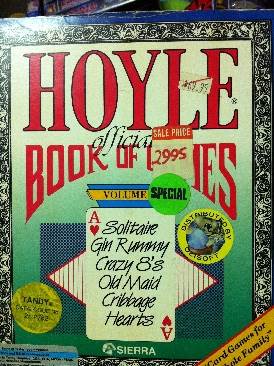 HOYLE
official
SALE PRICE
2995
BOOK OF
VOLUME
SPECIAL
A
Solitaire
Gin Rummy
Crazy 8's
Old Maid
Cribbage
Hearts
A
DISTRIBUTED BY
TANDY
SIERRA
Card Games for
Family